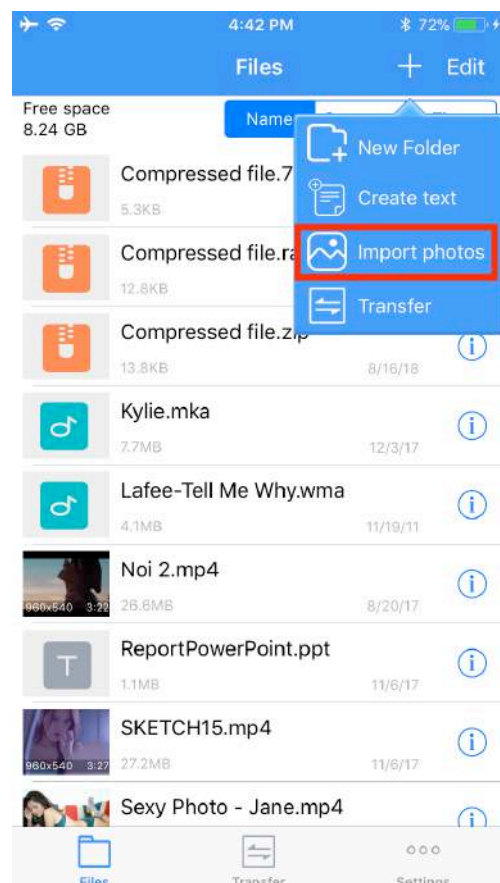 4:42 PM
72%
Files
Edit
Free space
8.24 GB
Name
New Folder
Create text
Import photos
Transfer
Compressed file.7
5.3KB
Compressed file.ra
12.8KB
Compressed file.zip
13.8KB
8/16/18
Kylie.mka
7.7MB
12/3/17
Lafee-Tell Me Why.wma
4.1MB
11/19/11
Noi 2.mp4
960x540 3:22
26.6MB
8/20/17
T
ReportPowerPoint.ppt
1.1MB
11/6/17
SKETCH15.mp4
960x540 3:27
27.2MB
11/6/17
Sexy Photo - Jane.mp4
Files
Transfer
Settings